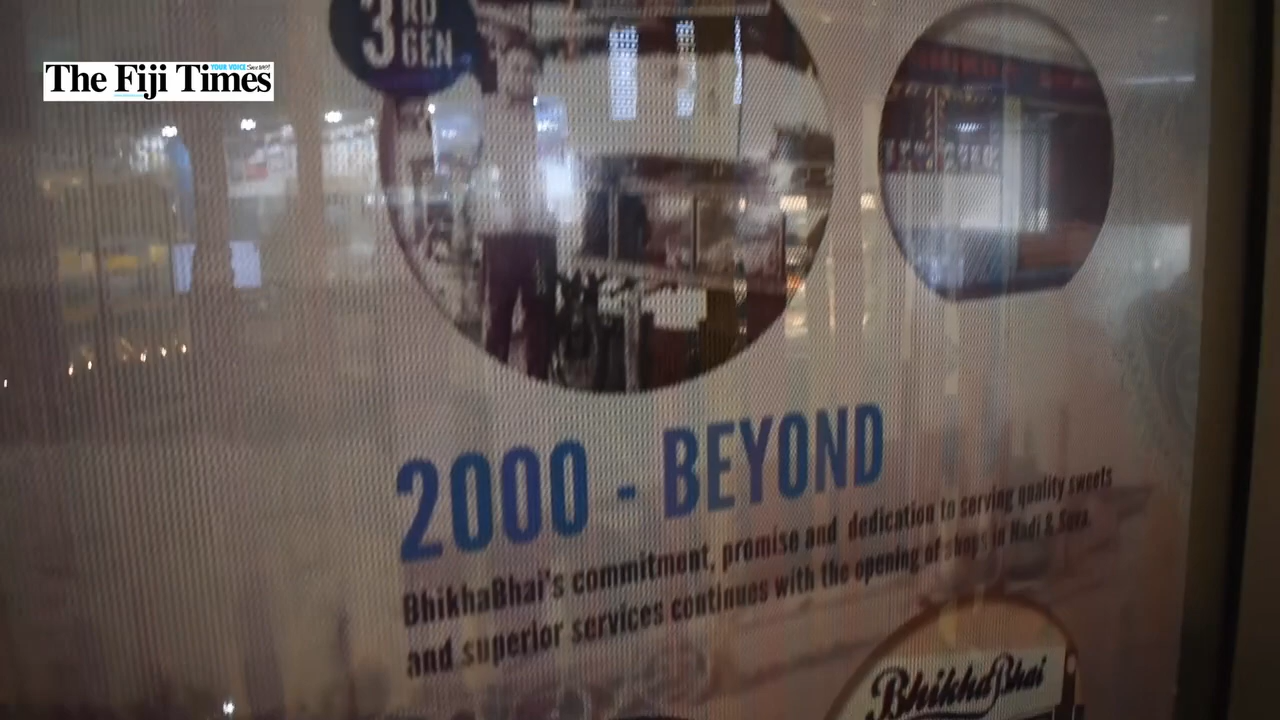 3RD
GEN
The Fiji Times
YOUR VOICE Since 1869
2000 - BEYOND
BhikhaBhai's commitment, promise and dedication to serving quality sweets
and superior services continues with the opening of shops in Nadi & Suva.
BhikhaBhai